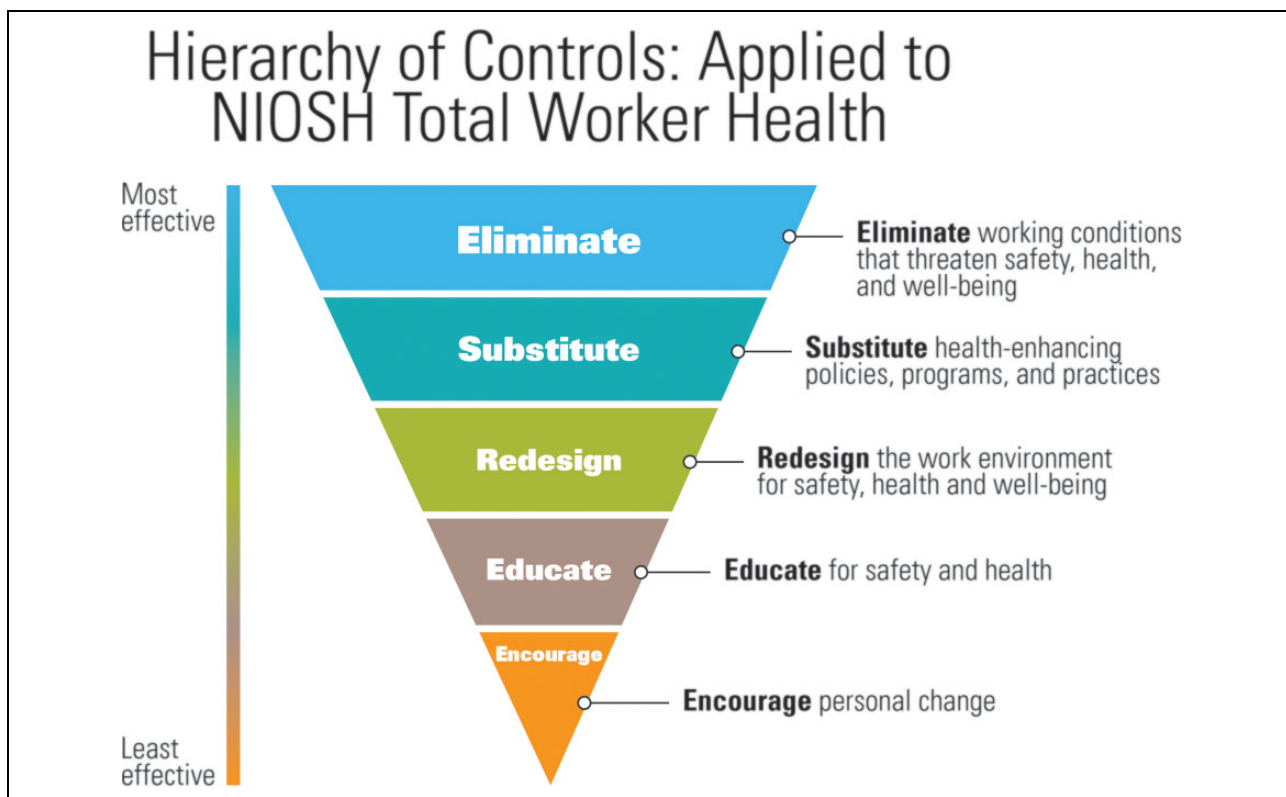 Hierarchy of Controls: Applied to
NIOSH Total Worker Health
Most
effective
Eliminate
Eliminate working conditions
that threaten safety, health,
and well-being
Substitute
Substitute health-enhancing
policies, programs, and practices
Redesign
Redesign the work environment
for safety, health and well-being
Educate
Educate for safety and health
Encourage
Encourage personal change
Least
effective